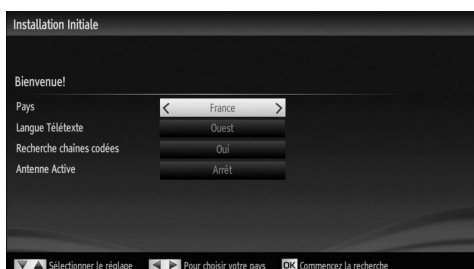 Installation Initiale
Bienvenue!
Pays France
Langue Télétexte Ouest
Recherche chaînes codées Oui
Antenne Active Arrêt
Sélectionner le réglage Pour choisir votre pays OK Commencez la recherche